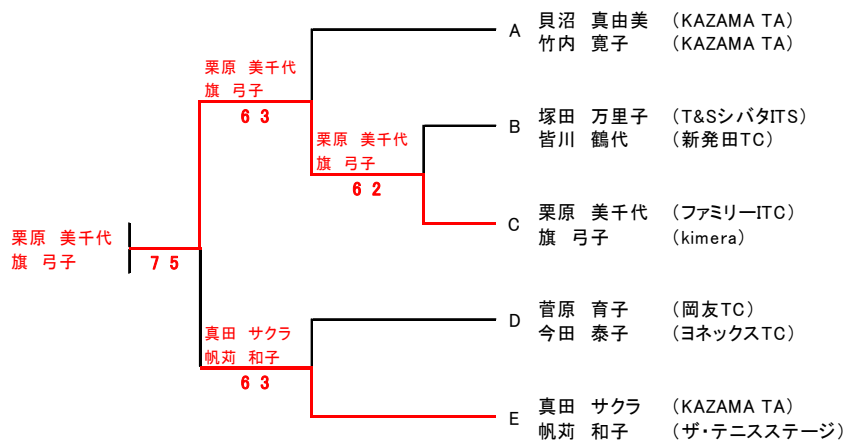 A 貝沼 真由美 （KAZAMA TA）
竹内 寛子 （KAZAMA TA）
栗原 美千代
旗 弓子
6 3
B 塚田 万里子 （T&SシバタITS）
皆川 鶴代 （新発田TC）
栗原 美千代
旗 弓子
6 2
C 栗原 美千代 （ファミリーITC）
旗 弓子 （kimera）
栗原 美千代
旗 弓子
7 5
D 菅原 育子 （岡友TC）
今田 泰子 （ヨネックスTC）
真田 サクラ
帆苅 和子
6 3
E 真田 サクラ （KAZAMA TA）
帆苅 和子 （ザ・テニスステージ）